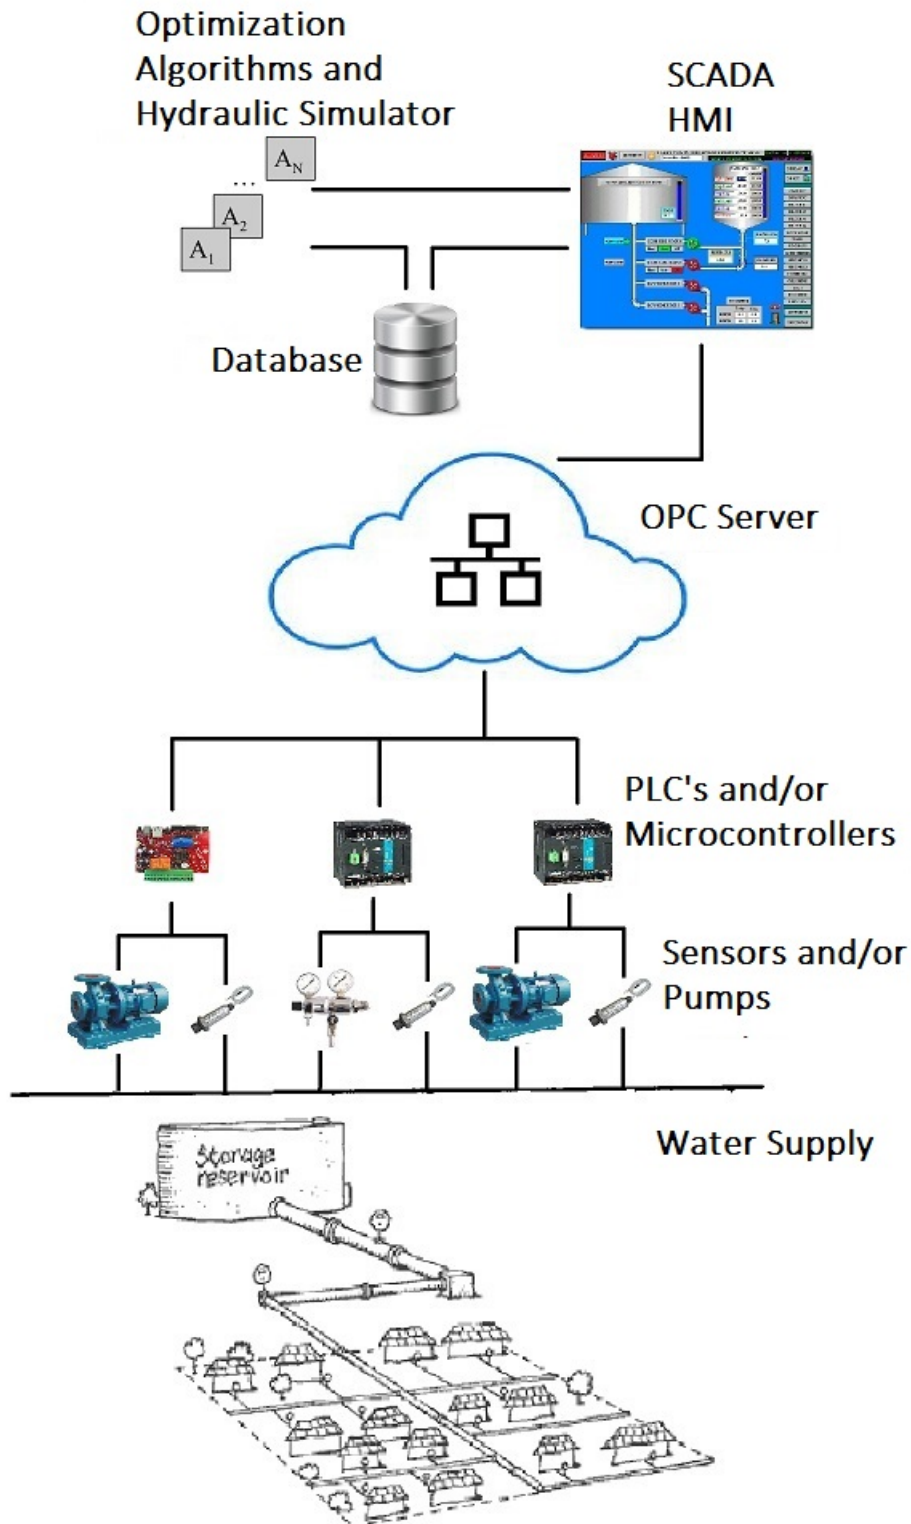 Optimization
Algorithms and
Hydraulic Simulator
SCADA
HMI
A_N
...
A_2
A_1
Database
OPC Server
PLC's and/or
Microcontrollers
Sensors and/or
Pumps
Water Supply
Storage
reservoir